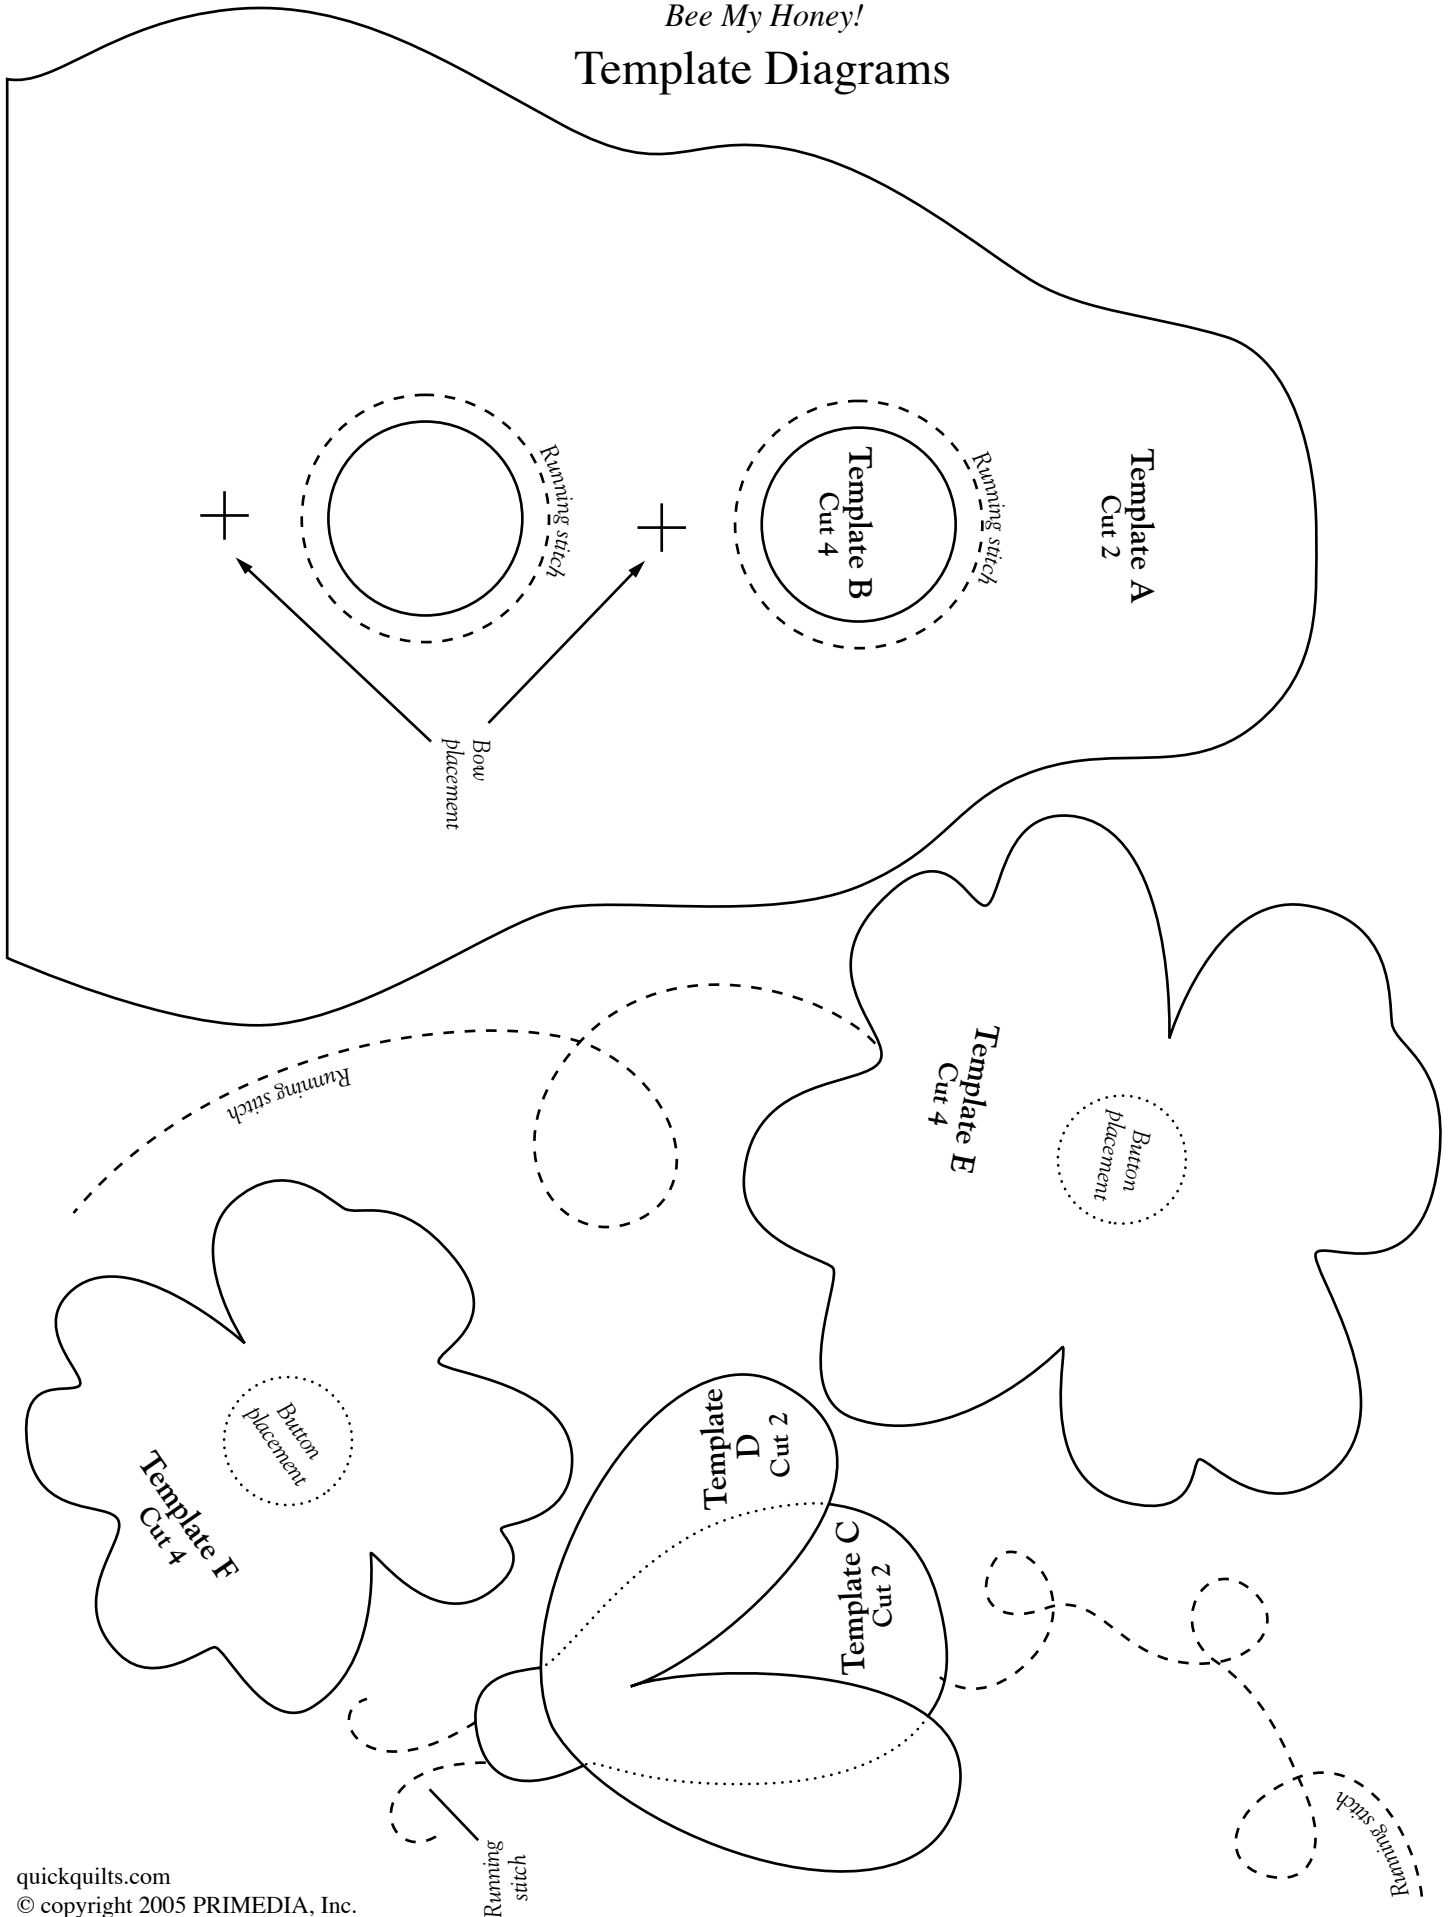 Bee My Honey!
Template Diagrams
Running stitch
Template B
Cut 4
Running stitch
Template A
Cut 2
Bow
placement
Template E
Cut 4
Button
placement
Running stitch
Button
placement
Template F
Cut 4
Template
D
Cut 2
Template C
Cut 2
Running stitch
Running
stitch
quickquilts.com
© copyright 2005 PRIMEDIA, Inc.